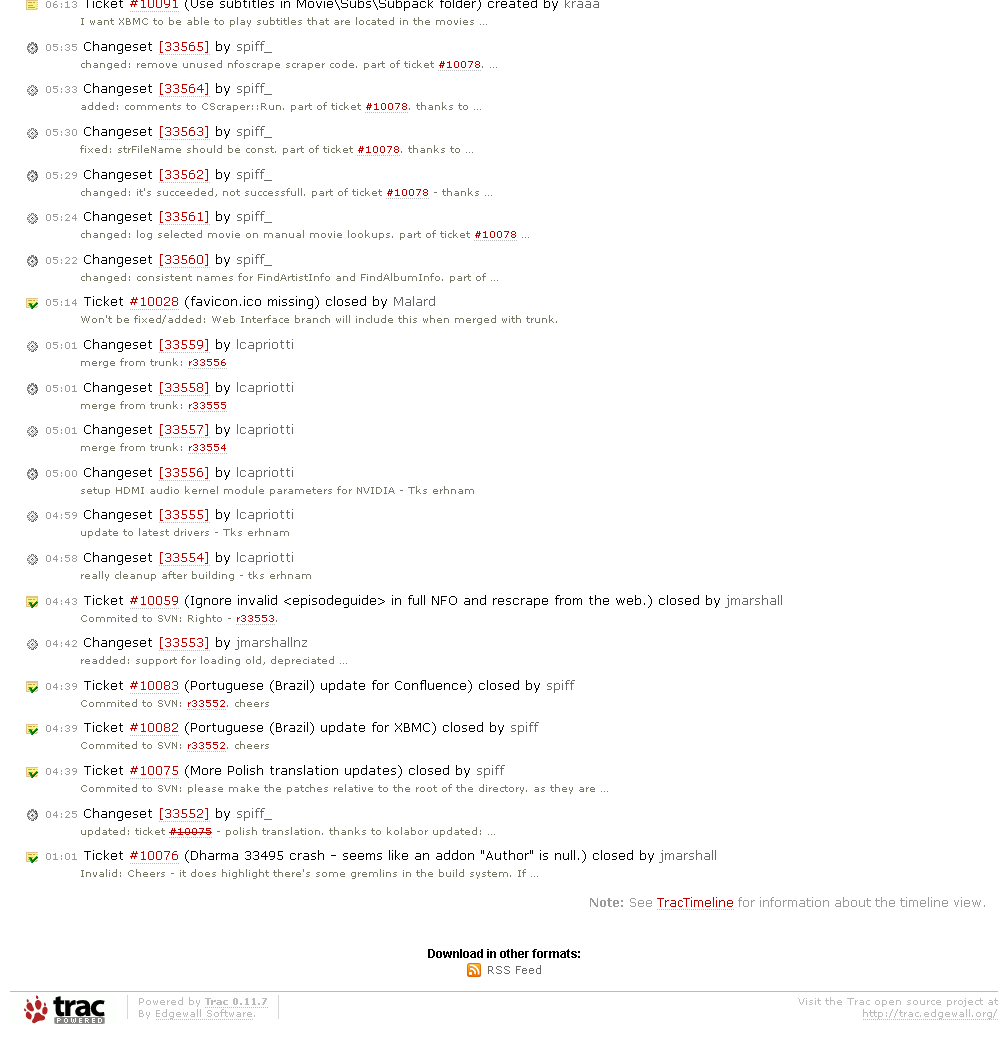 06:13 Ticket #10091 (Use subtitles in Movie\Subs\Subpack folder) created by kraaa
I want XBMC to be able to play subtitles that are located in the movies ...
05:35 Changeset [33565] by spiff_
changed: remove unused nfoscrape scraper code. part of ticket #10078. ...
05:33 Changeset [33564] by spiff_
added: comments to CScraper::Run. part of ticket #10078. thanks to ...
05:30 Changeset [33563] by spiff_
fixed: strFileName should be const. part of ticket #10078. thanks to ...
05:29 Changeset [33562] by spiff_
changed: it's succeeded, not successfull. part of ticket #10078 - thanks ...
05:24 Changeset [33561] by spiff_
changed: log selected movie on manual movie lookups. part of ticket #10078 ...
05:22 Changeset [33560] by spiff_
changed: consistent names for FindArtistInfo and FindAlbumInfo. part of ...
05:14 Ticket #10028 (favicon.ico missing) closed by Malard
Won't be fixed/added: Web Interface branch will include this when merged with trunk.
05:01 Changeset [33559] by lcapriotti
merge from trunk: r33556
05:01 Changeset [33558] by lcapriotti
merge from trunk: r33555
05:01 Changeset [33557] by lcapriotti
merge from trunk: r33554
05:00 Changeset [33556] by lcapriotti
setup HDMI audio kernel module parameters for NVIDIA - Tks erhnam
04:59 Changeset [33555] by lcapriotti
update to latest drivers - Tks erhnam
04:58 Changeset [33554] by lcapriotti
really cleanup after building - tks erhnam
04:43 Ticket #10059 (Ignore invalid <episodeguide> in full NFO and rescrape from the web.) closed by jmarshall
Commited to SVN: Righto - r33553.
04:42 Changeset [33553] by jmarshallnz
readded: support for loading old, depreciated ...
04:39 Ticket #10083 (Portuguese (Brazil) update for Confluence) closed by spiff
Commited to SVN: r33552. cheers
04:39 Ticket #10082 (Portuguese (Brazil) update for XBMC) closed by spiff
Commited to SVN: r33552. cheers
04:39 Ticket #10075 (More Polish translation updates) closed by spiff
Commited to SVN: please make the patches relative to the root of the directory. as they are ...
04:25 Changeset [33552] by spiff_
updated: ticket #10075 - polish translation. thanks to kolabor updated: ...
01:01 Ticket #10076 (Dharma 33495 crash – seems like an addon "Author" is null.) closed by jmarshall
Invalid: Cheers - it does highlight there's some gremlins in the build system. If ...
Note: See TracTimeline for information about the timeline view.
Download in other formats:
RSS Feed
trac POWERED
Powered by Trac 0.11.7
By Edgewall Software.
Visit the Trac open source project at
http://trac.edgewall.org/